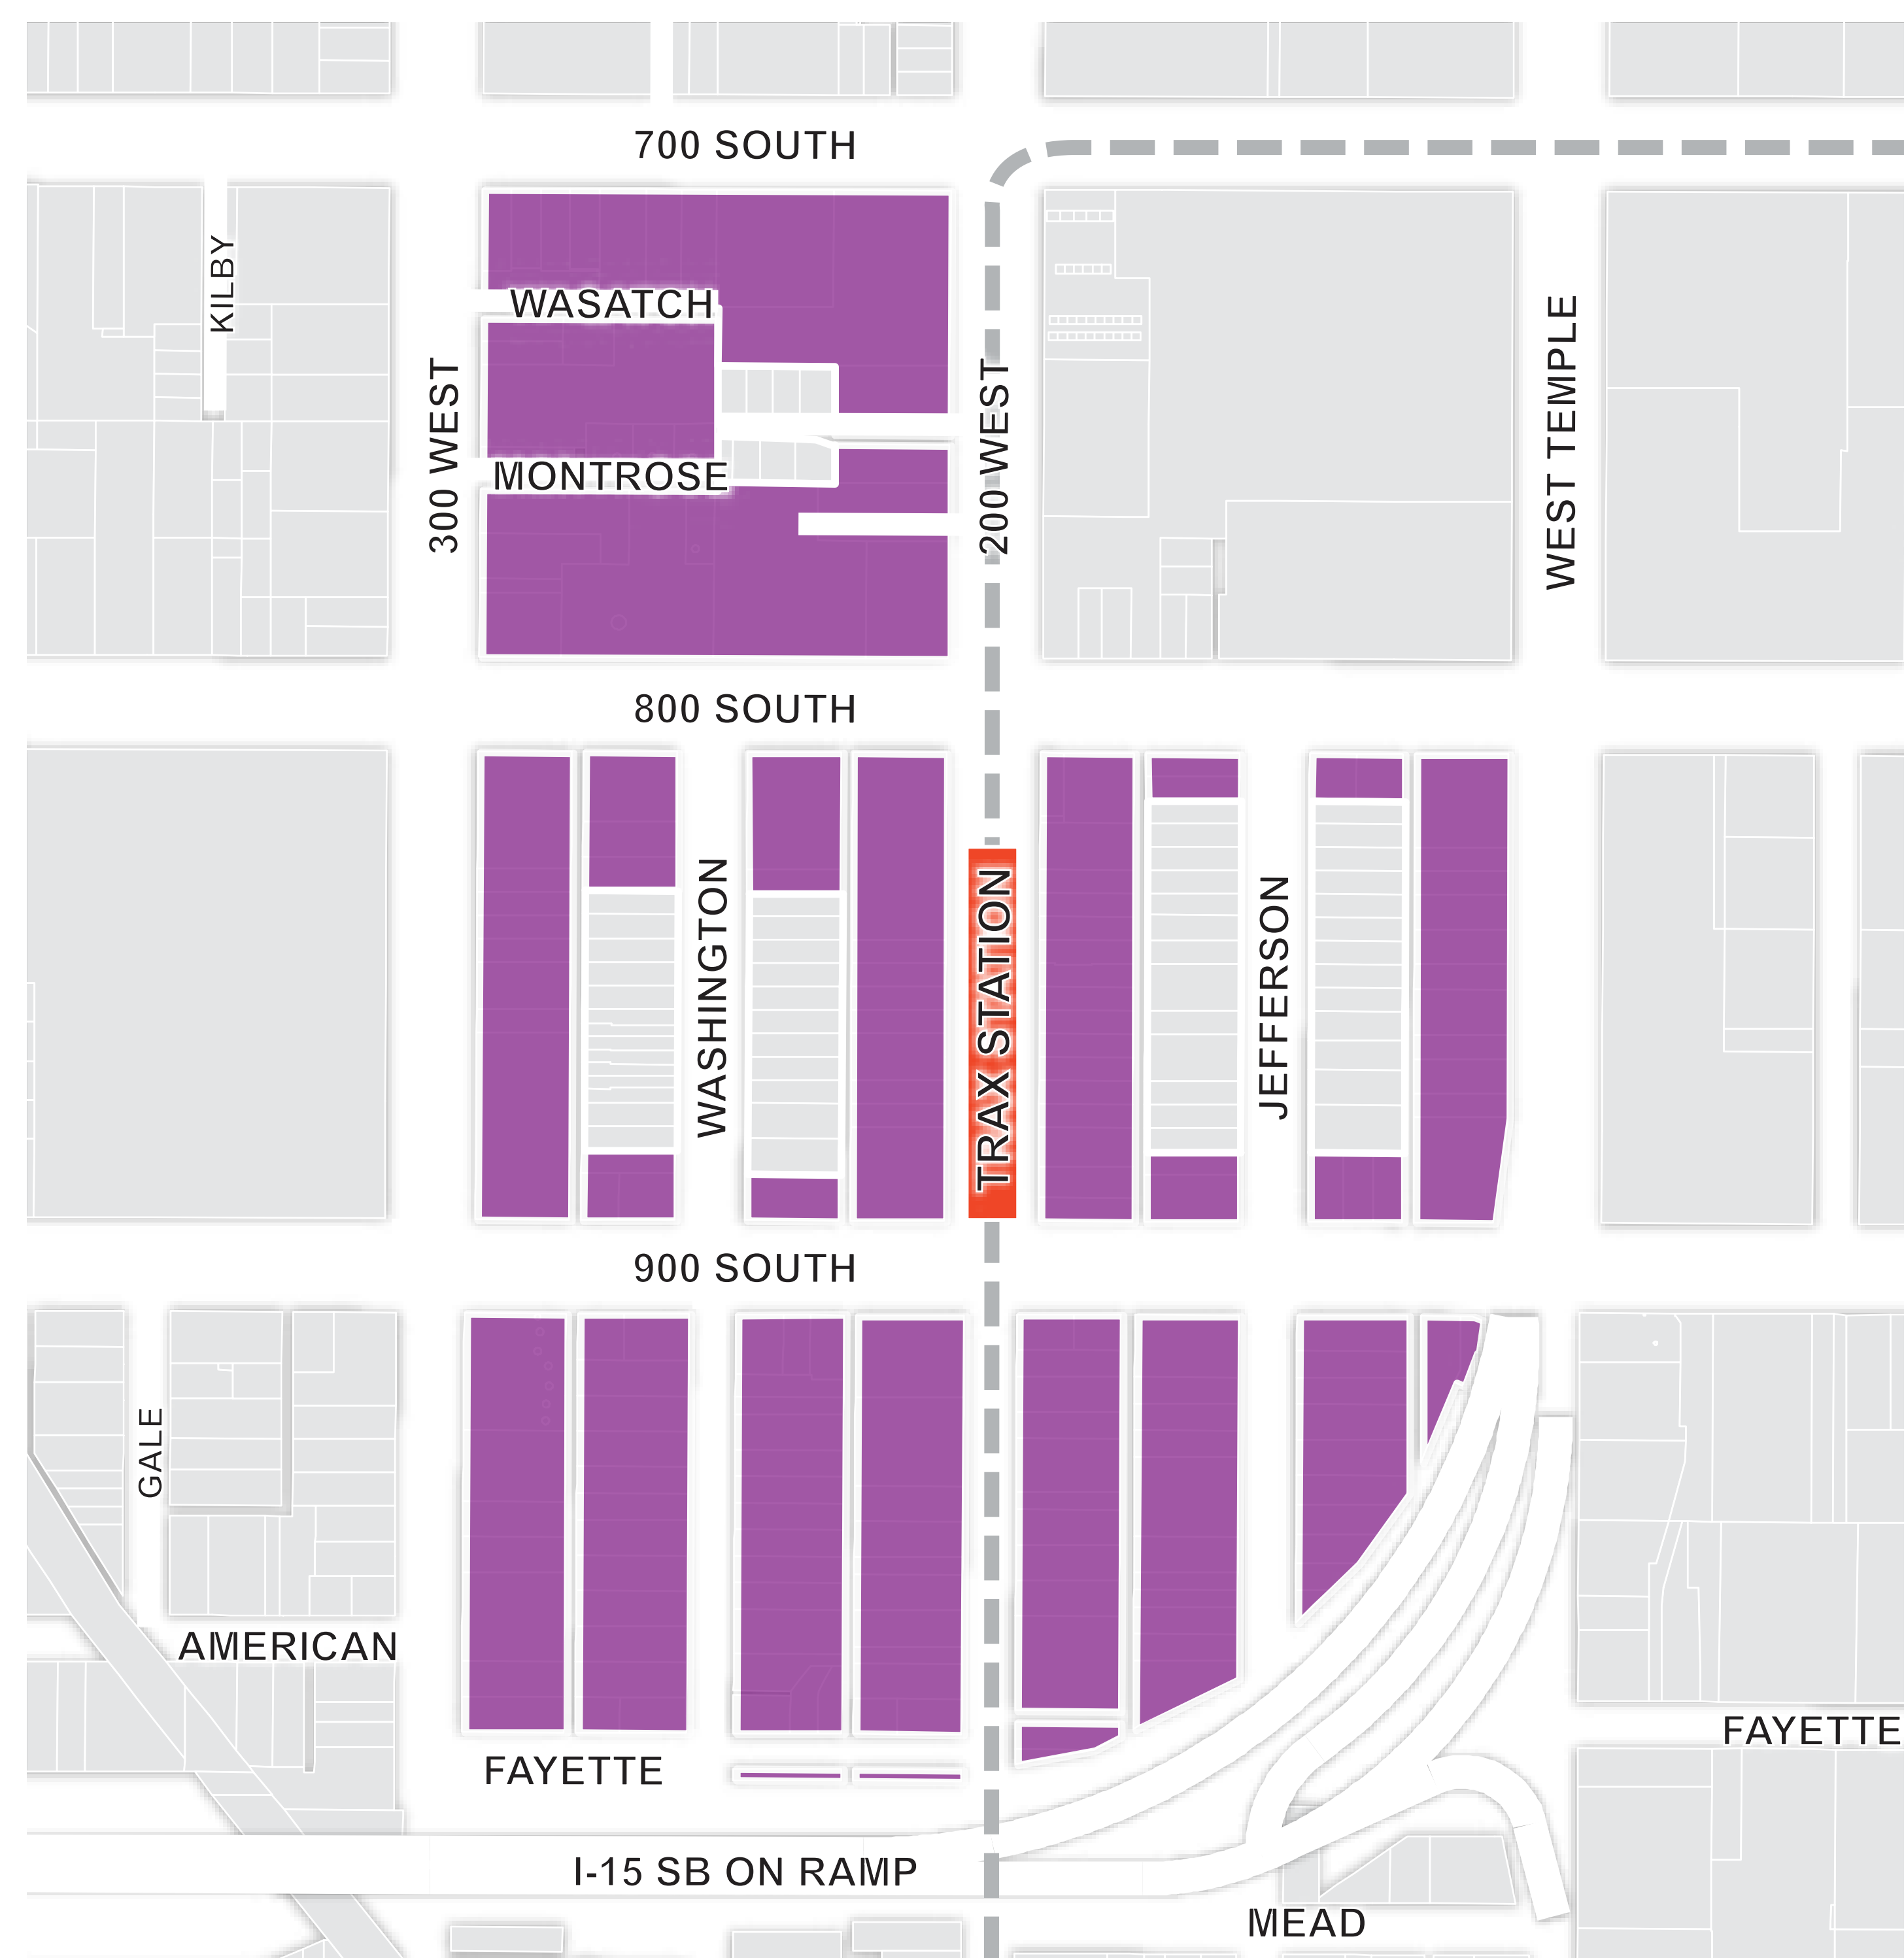 700 SOUTH
KILBY
WASATCH
300 WEST
MONTROSE
200 WEST
WEST TEMPLE
800 SOUTH
WASHINGTON
TRAX STATION
JEFFERSON
900 SOUTH
GALE
AMERICAN
FAYETTE
FAYETTE
I-15 SB ON RAMP
MEAD